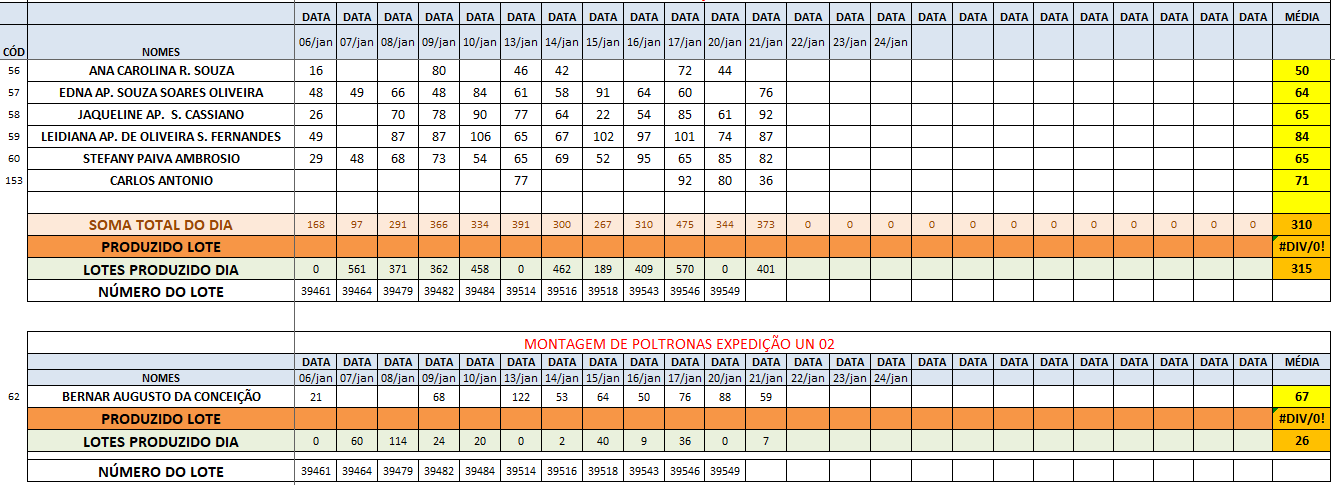 DATA DATA DATA DATA DATA DATA DATA DATA DATA DATA DATA DATA DATA DATA DATA DATA DATA DATA DATA DATA DATA DATA DATA MÉDIA
CÓD NOMES 06/jan 07/jan 08/jan 09/jan 10/jan 13/jan 14/jan 15/jan 16/jan 17/jan 20/jan 21/jan 22/jan 23/jan 24/jan
56 ANA CAROLINA R. SOUZA 16 80 46 42 72 44 50
57 EDNA AP. SOUZA SOARES OLIVEIRA 48 49 66 48 84 61 58 91 64 60 76 64
58 JAQUELINE AP. S. CASSIANO 26 70 78 90 77 64 22 54 85 61 92 65
59 LEIDIANA AP. DE OLIVEIRA S. FERNANDES 49 87 87 106 65 67 102 97 101 74 87 84
60 STEFANY PAIVA AMBROSIO 29 48 68 73 54 65 69 52 95 65 85 82 65
153 CARLOS ANTONIO 77 92 80 36 71
SOMA TOTAL DO DIA 168 97 291 366 334 391 300 267 310 475 344 373 0 0 0 0 0 0 0 0 0 0 0 310
PRODUZIDO LOTE #DIV/0!
LOTES PRODUZIDO DIA 0 561 371 362 458 0 462 189 409 570 0 401 315
NÚMERO DO LOTE 39461 39464 39479 39482 39484 39514 39516 39518 39543 39546 39549
MONTAGEM DE POLTRONAS EXPEDIÇÃO UN 02
DATA DATA DATA DATA DATA DATA DATA DATA DATA DATA DATA DATA DATA DATA DATA DATA DATA DATA DATA DATA DATA DATA DATA MÉDIA
NOMES 06/jan 07/jan 08/jan 09/jan 10/jan 13/jan 14/jan 15/jan 16/jan 17/jan 20/jan 21/jan 22/jan 23/jan 24/jan
62 BERNAR AUGUSTO DA CONCEIÇÃO 21 68 122 53 64 50 76 88 59 67
PRODUZIDO LOTE #DIV/0!
LOTES PRODUZIDO DIA 0 60 114 24 20 0 2 40 9 36 0 7 26
NÚMERO DO LOTE 39461 39464 39479 39482 39484 39514 39516 39518 39543 39546 39549